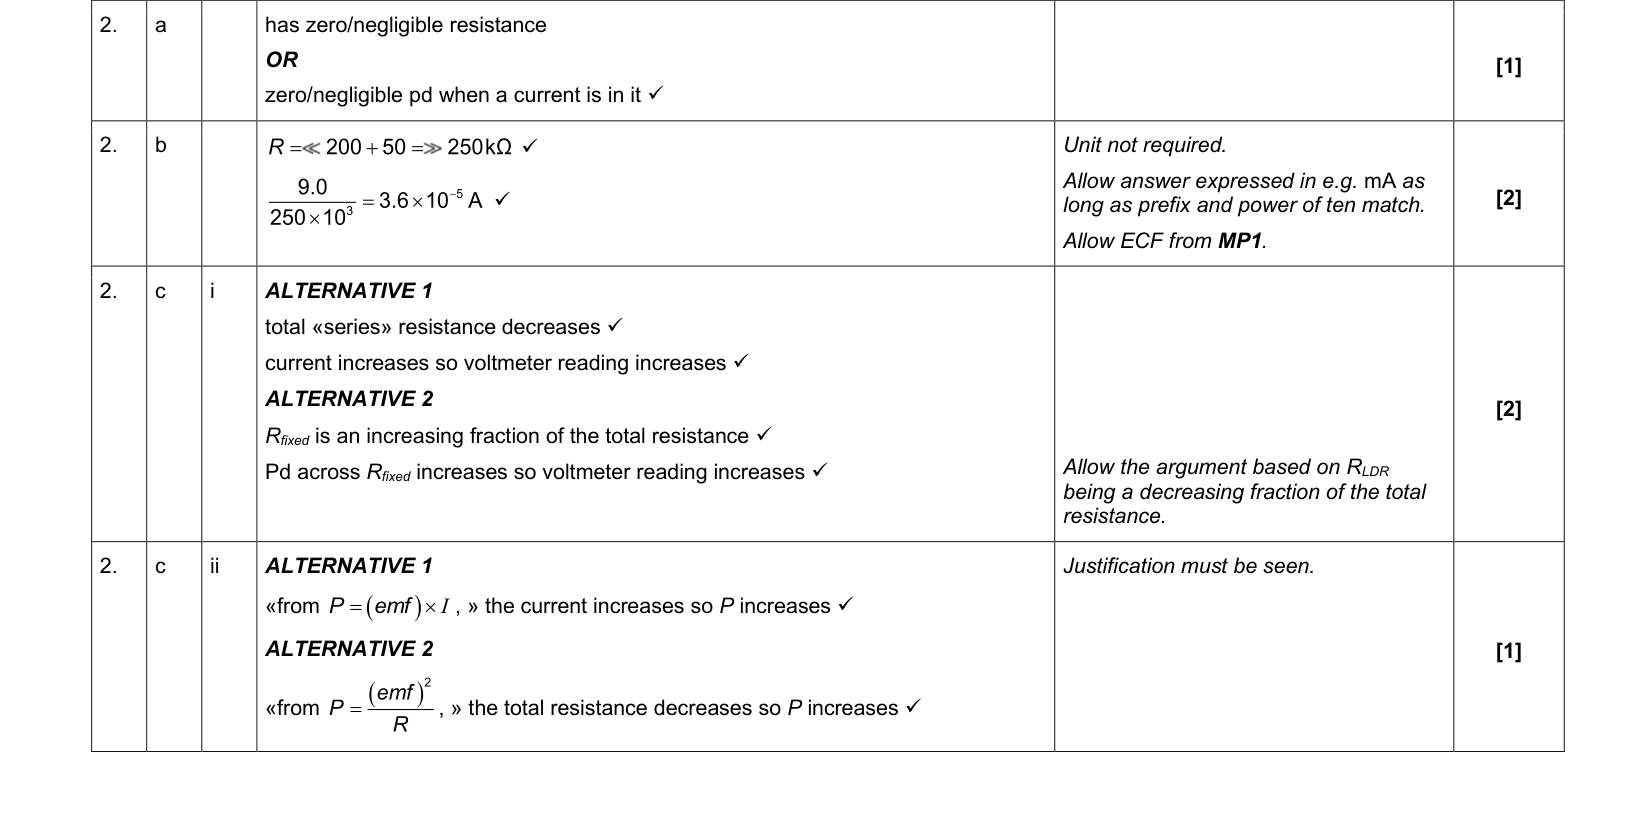 2. a has zero/negligible resistance
OR
zero/negligible pd when a current is in it ✓
[1]
2. b R =≪ 200 + 50 =≫ 250 kΩ ✓
9.0 / 250 × 10³ = 3.6 × 10⁻⁵ A ✓
Unit not required.
Allow answer expressed in e.g. mA as
long as prefix and power of ten match.
Allow ECF from MP1.
[2]
2. c i ALTERNATIVE 1
total «series» resistance decreases ✓
current increases so voltmeter reading increases ✓
ALTERNATIVE 2
R_fixed is an increasing fraction of the total resistance ✓
Pd across R_fixed increases so voltmeter reading increases ✓
Allow the argument based on R_LDR
being a decreasing fraction of the total
resistance.
[2]
2. c ii ALTERNATIVE 1
«from P = (emf) × I , » the current increases so P increases ✓
ALTERNATIVE 2
«from P = (emf)² / R , » the total resistance decreases so P increases ✓
Justification must be seen.
[1]